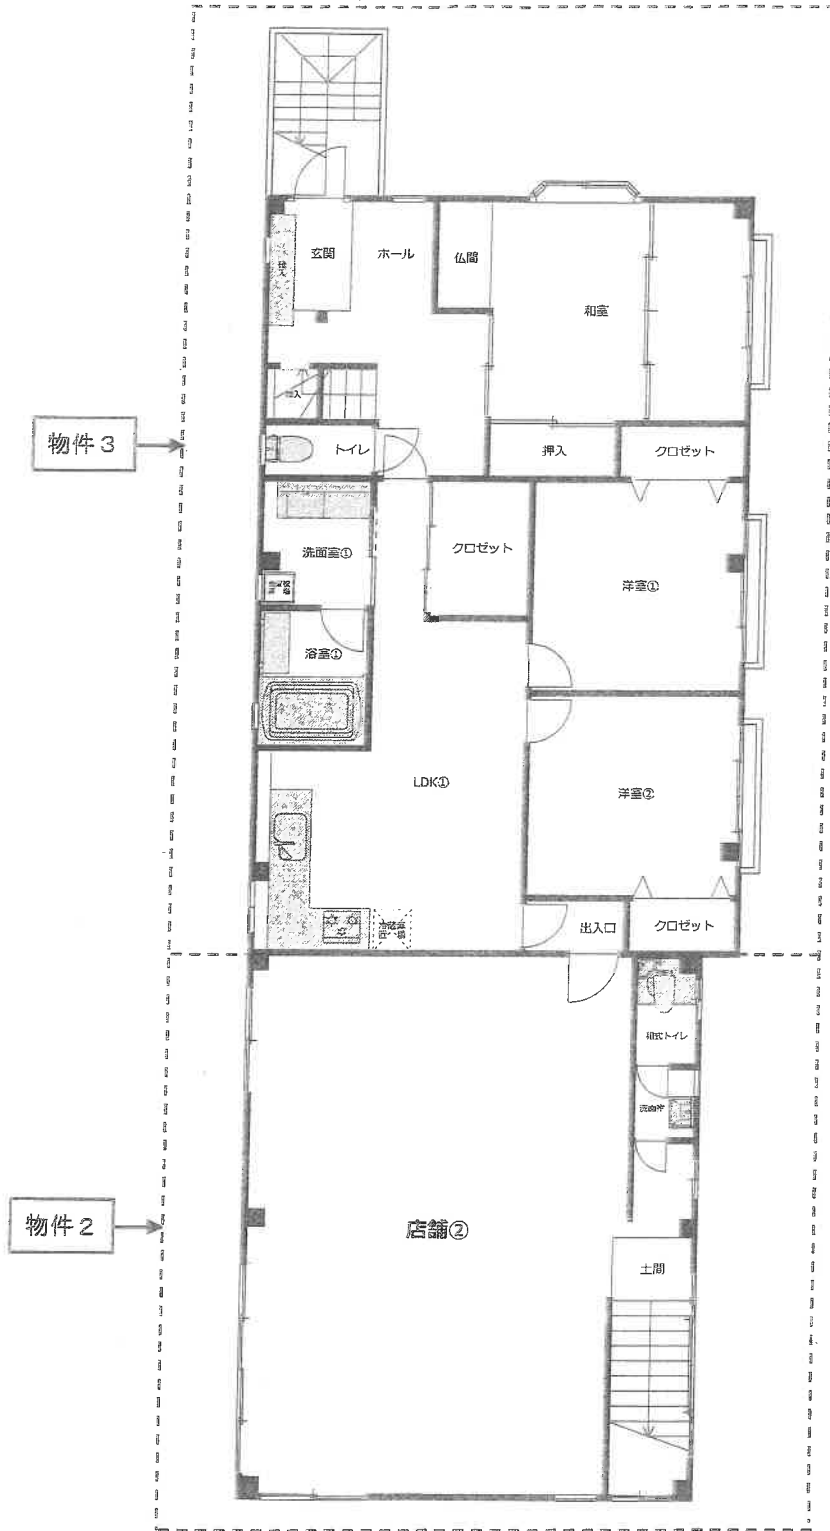 玄関
ホール
仏間
和室
物件3
トイレ
押入
クロゼット
洗面室①
クロゼット
洋室①
浴室①
LDK①
洋室②
出入口
クロゼット
和式トイレ
洗面所
物件2
店舗②
土間